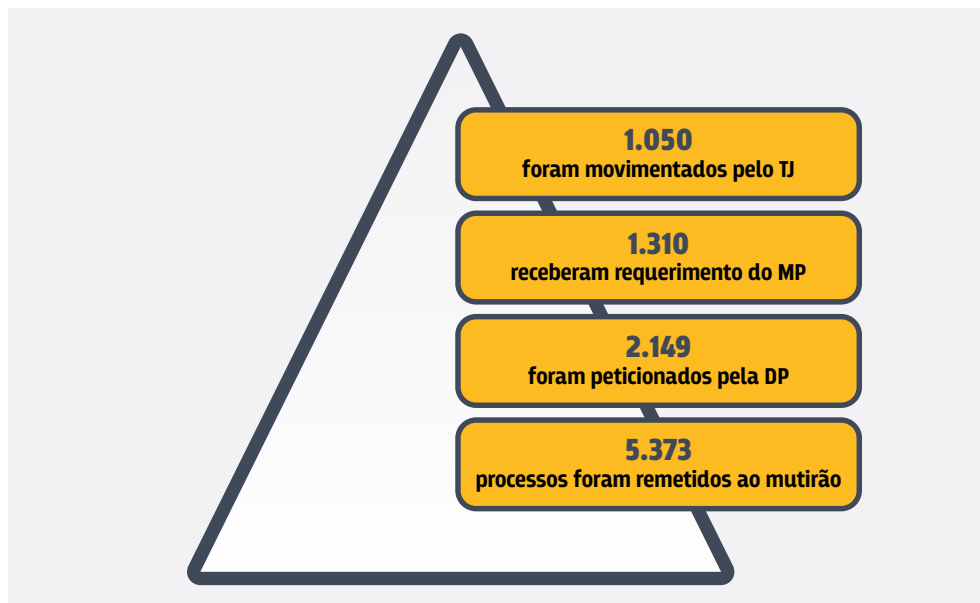 1.050
foram movimentados pelo TJ
1.310
receberam requerimento do MP
2.149
foram peticionados pela DP
5.373
processos foram remetidos ao mutirão